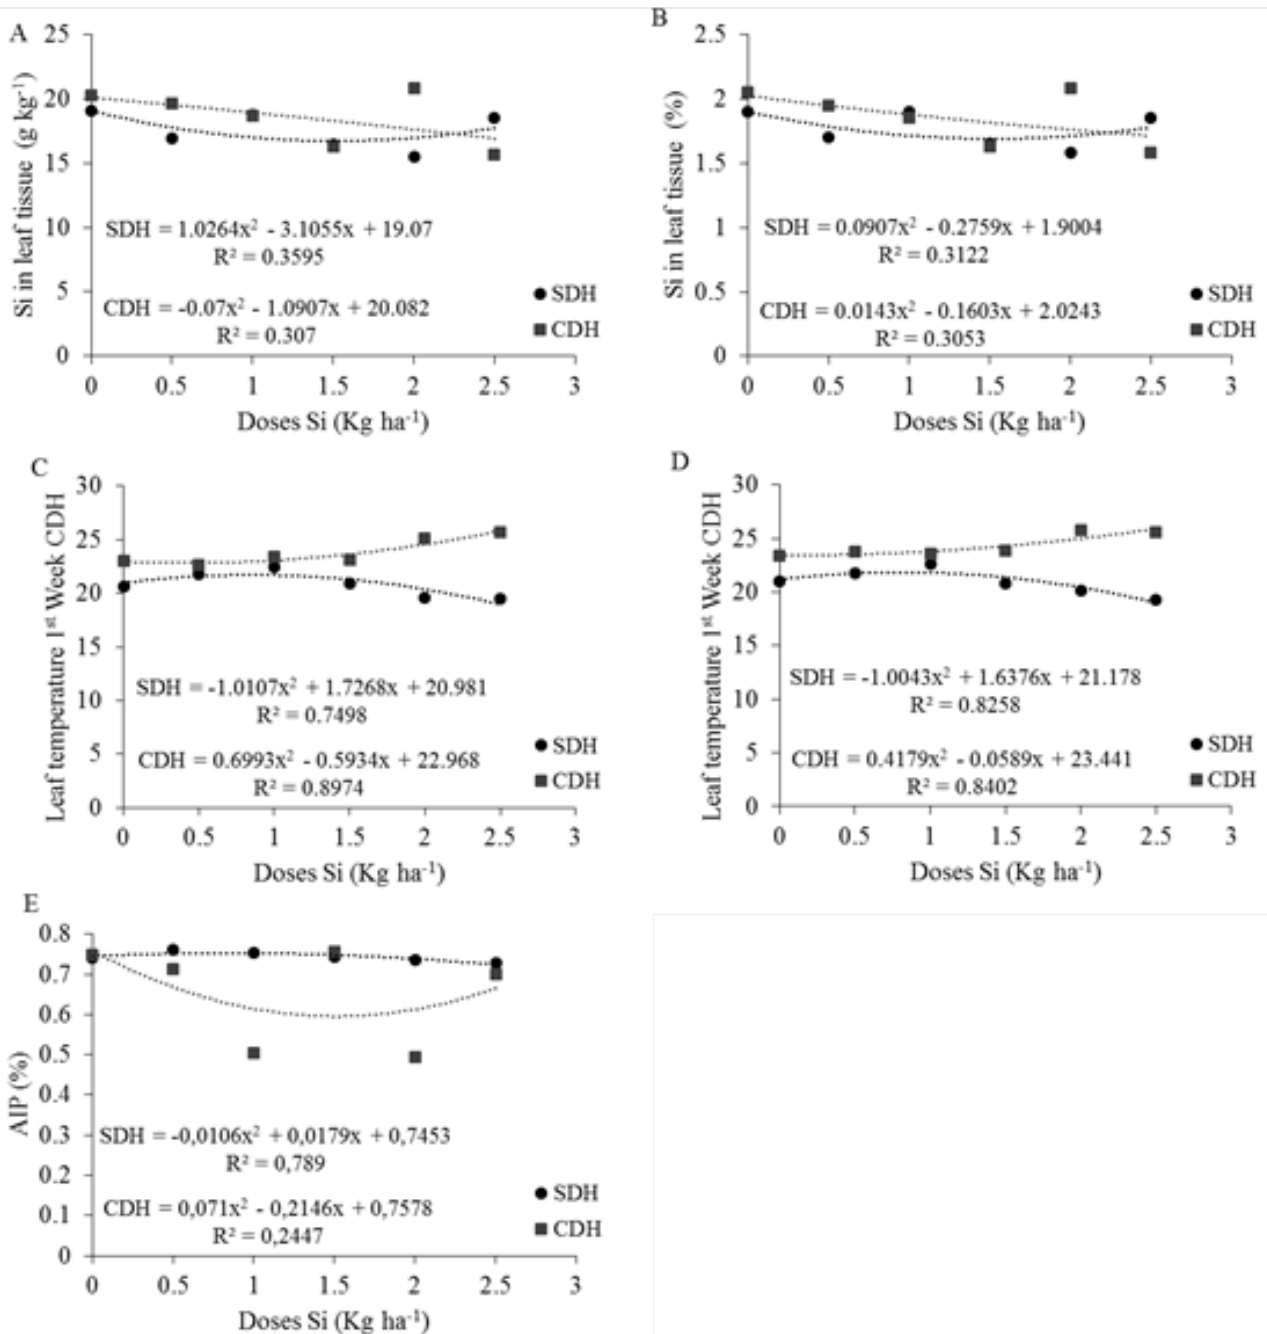 A
25
20
15
10
5
0
Si in leaf tissue (g kg⁻¹)
SDH = 1.0264x² - 3.1055x + 19.07
R² = 0.3595
CDH = -0.07x² - 1.0907x + 20.082
R² = 0.307
SDH
CDH
0 0.5 1 1.5 2 2.5 3
Doses Si (Kg ha⁻¹)
B
2.5
2
1.5
1
0.5
0
Si in leaf tissue (%)
SDH = 0.0907x² - 0.2759x + 1.9004
R² = 0.3122
CDH = 0.0143x² - 0.1603x + 2.0243
R² = 0.3053
SDH
CDH
0 0.5 1 1.5 2 2.5 3
Doses Si (Kg ha⁻¹)
C
30
25
20
15
10
5
0
Leaf temperature 1ˢᵗ Week CDH
SDH = -1.0107x² + 1.7268x + 20.981
R² = 0.7498
CDH = 0.6993x² - 0.5934x + 22.968
R² = 0.8974
SDH
CDH
0 0.5 1 1.5 2 2.5 3
Doses Si (Kg ha⁻¹)
D
30
25
20
15
10
5
0
Leaf temperature 1ˢᵗ Week CDH
SDH = -1.0043x² + 1.6376x + 21.178
R² = 0.8258
CDH = 0.4179x² - 0.0589x + 23.441
R² = 0.8402
SDH
CDH
0 0.5 1 1.5 2 2.5 3
Doses Si (Kg ha⁻¹)
E
0.8
0.7
0.6
0.5
0.4
0.3
0.2
0.1
0
AIP (%)
SDH = -0,0106x² + 0,0179x + 0,7453
R² = 0,789
CDH = 0,071x² - 0,2146x + 0,7578
R² = 0,2447
SDH
CDH
0 0.5 1 1.5 2 2.5 3
Doses Si (Kg ha⁻¹)